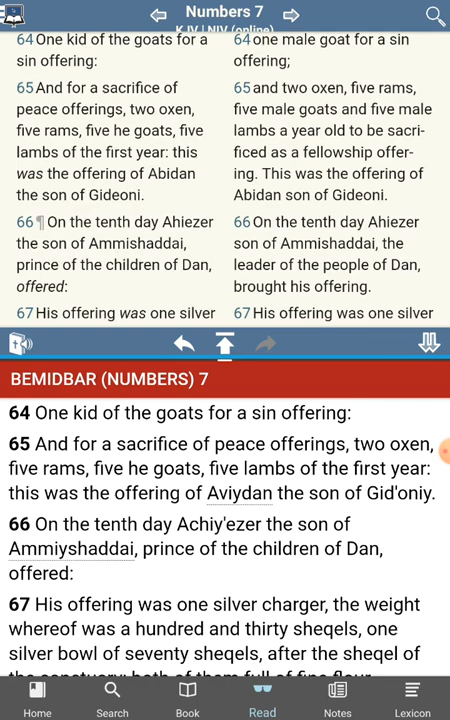 Numbers 7
KJV | NIV (online)
64 One kid of the goats for a
sin offering:
65 And for a sacrifice of
peace offerings, two oxen,
five rams, five he goats, five
lambs of the first year: this
was the offering of Abidan
the son of Gideoni.
66 ¶ On the tenth day Ahiezer
the son of Ammishaddai,
prince of the children of Dan,
offered:
67 His offering was one silver
64 one male goat for a sin
offering;
65 and two oxen, five rams,
five male goats and five male
lambs a year old to be sacri-
ficed as a fellowship offer-
ing. This was the offering of
Abidan son of Gideoni.
66 On the tenth day Ahiezer
son of Ammishaddai, the
leader of the people of Dan,
brought his offering.
67 His offering was one silver
BEMIDBAR (NUMBERS) 7
64 One kid of the goats for a sin offering:
65 And for a sacrifice of peace offerings, two oxen,
five rams, five he goats, five lambs of the first year:
this was the offering of Aviydan the son of Gid'oniy.
66 On the tenth day Achiy'ezer the son of
Ammiyshaddai, prince of the children of Dan,
offered:
67 His offering was one silver charger, the weight
whereof was a hundred and thirty sheqels, one
silver bowl of seventy sheqels, after the sheqel of
the sanctuary; both of them full of fine flour
Home
Search
Book
Read
Notes
Lexicon